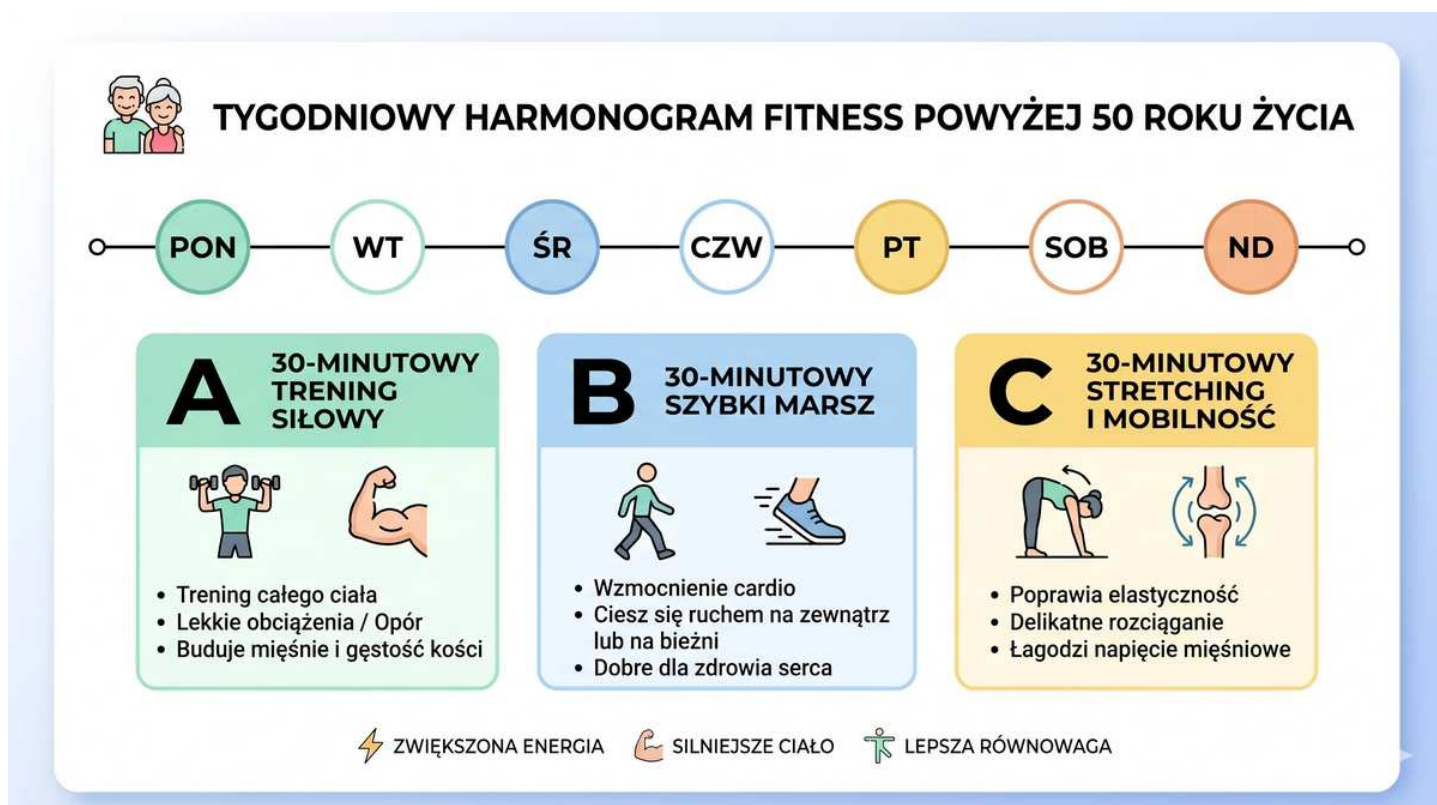 TYGODNIOWY HARMONOGRAM FITNESS POWYŻEJ 50 ROKU ŻYCIA
PON WT ŚR CZW PT SOB ND
A
30-MINUTOWY
TRENING
SIŁOWY
• Trening całego ciała
• Lekkie obciążenia / Opór
• Buduje mięśnie i gęstość kości
B
30-MINUTOWY
SZYBKI MARSZ
• Wzmocnienie cardio
• Ciesz się ruchem na zewnątrz
lub na bieżni
• Dobre dla zdrowia serca
C
30-MINUTOWY
STRETCHING
I MOBILNOŚĆ
• Poprawia elastyczność
• Delikatne rozciąganie
• Łagodzi napięcie mięśniowe
ZWIĘKSZONA ENERGIA SILNIEJSZE CIAŁO LEPSZA RÓWNOWAGA